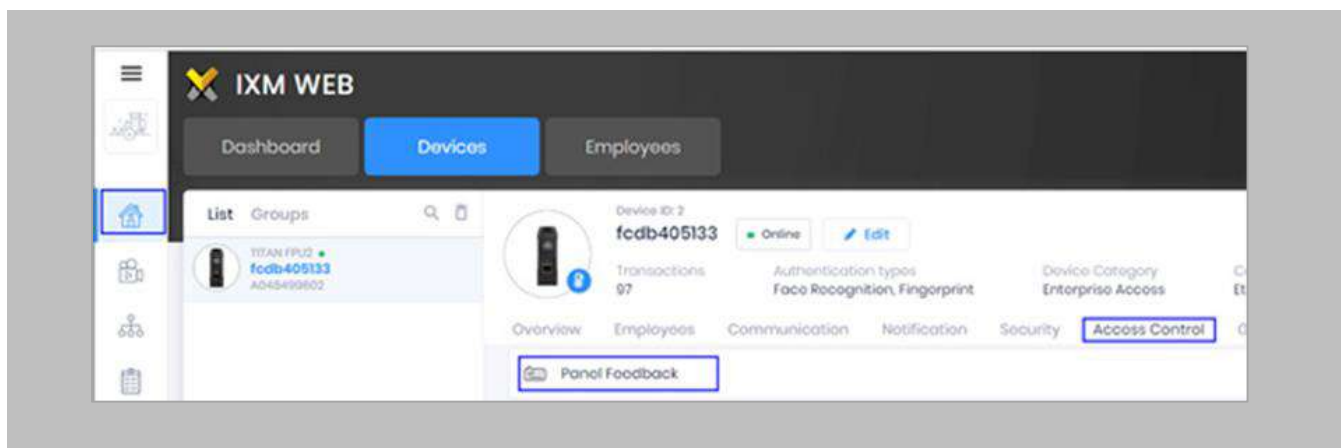 IXM WEB
Dashboard Devices Employees
List Groups
TITAN FPU2
fcdb405133
A045499602
Device ID: 2
fcdb405133 Online Edit
Transactions Authentication types Device Category
97 Face Recognition, Fingerprint Enterprise Access
Overview Employees Communication Notification Security Access Control
Panel Feedback